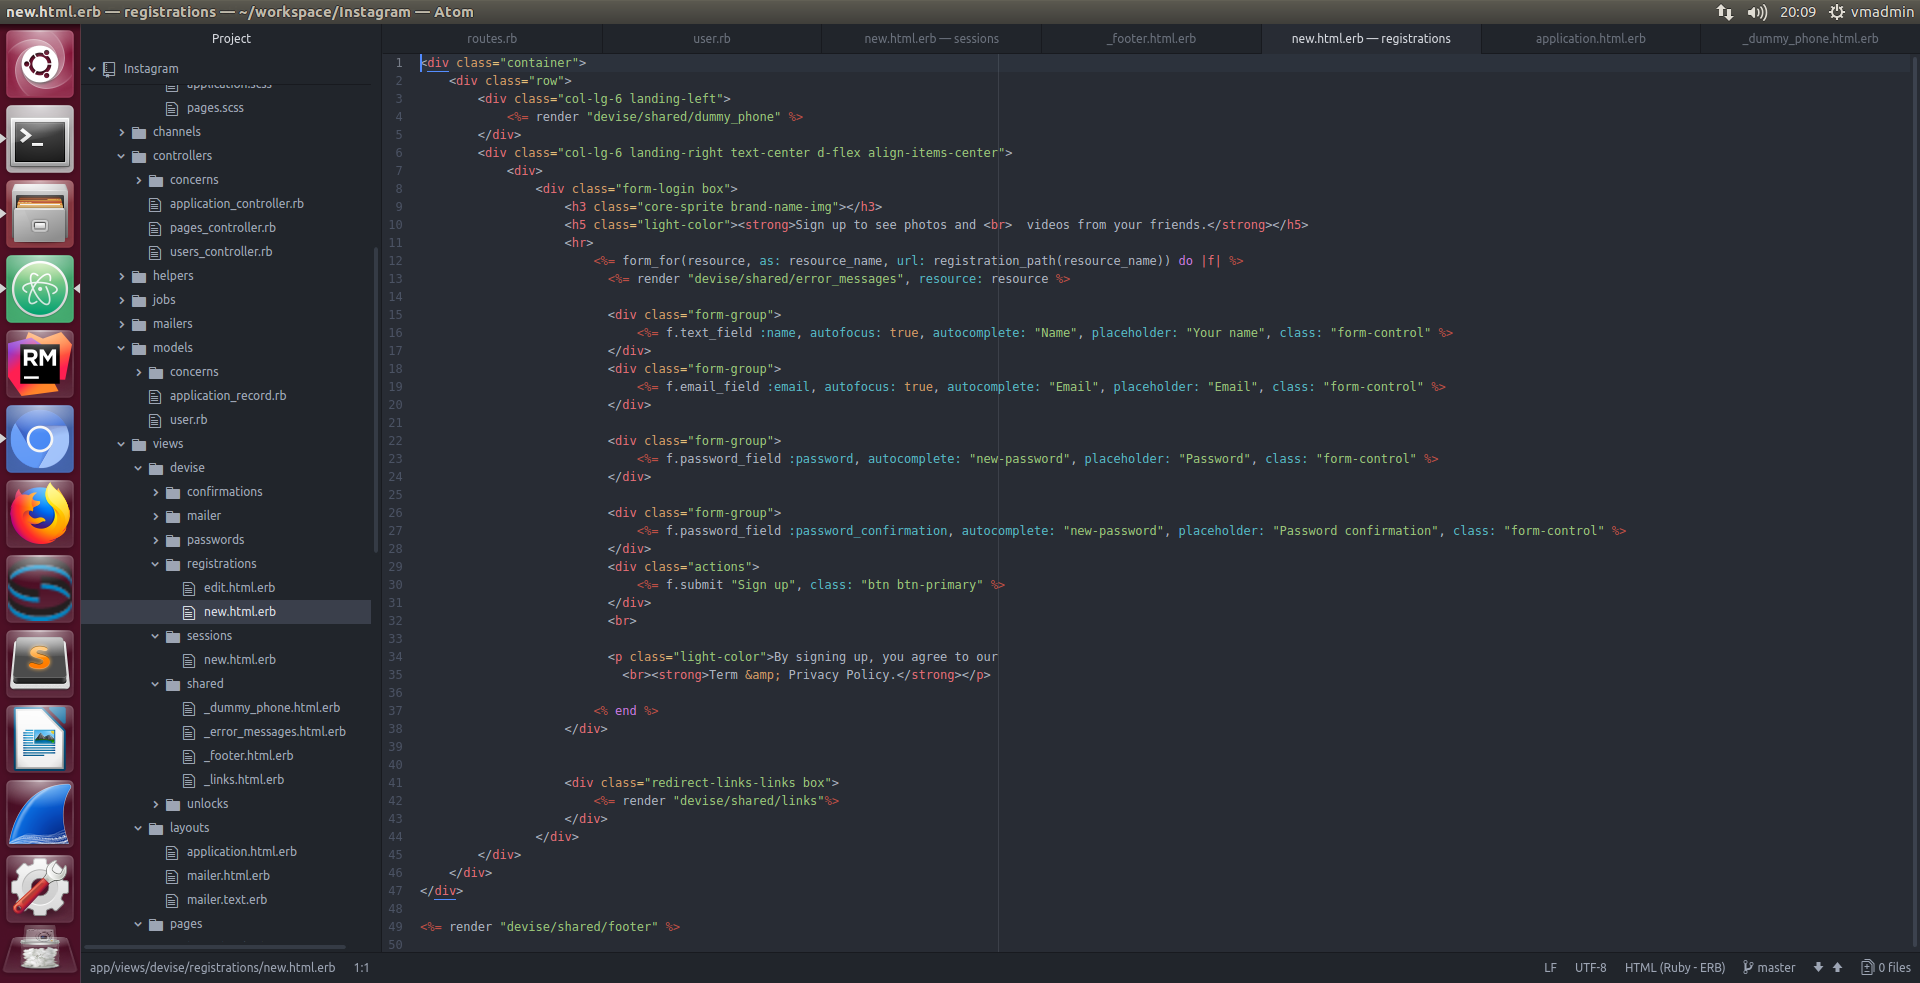 new.html.erb — registrations — ~/workspace/Instagram — Atom
20:09
vmadmin
Project
Instagram
application.scss
pages.scss
channels
controllers
concerns
application_controller.rb
pages_controller.rb
users_controller.rb
helpers
jobs
mailers
models
concerns
application_record.rb
user.rb
views
devise
confirmations
mailer
passwords
registrations
edit.html.erb
new.html.erb
sessions
new.html.erb
shared
_dummy_phone.html.erb
_error_messages.html.erb
_footer.html.erb
_links.html.erb
unlocks
layouts
application.html.erb
mailer.html.erb
mailer.text.erb
pages
RM
S
routes.rb
user.rb
new.html.erb — sessions
_footer.html.erb
new.html.erb — registrations
application.html.erb
_dummy_phone.html.erb
1 <div class="container">
2 <div class="row">
3 <div class="col-lg-6 landing-left">
4 <%= render "devise/shared/dummy_phone" %>
5 </div>
6 <div class="col-lg-6 landing-right text-center d-flex align-items-center">
7 <div>
8 <div class="form-login box">
9 <h3 class="core-sprite brand-name-img"></h3>
10 <h5 class="light-color"><strong>Sign up to see photos and <br>  videos from your friends.</strong></h5>
11 <hr>
12 <%= form_for(resource, as: resource_name, url: registration_path(resource_name)) do |f| %>
13 <%= render "devise/shared/error_messages", resource: resource %>
14
15 <div class="form-group">
16 <%= f.text_field :name, autofocus: true, autocomplete: "Name", placeholder: "Your name", class: "form-control" %>
17 </div>
18 <div class="form-group">
19 <%= f.email_field :email, autofocus: true, autocomplete: "Email", placeholder: "Email", class: "form-control" %>
20 </div>
21
22 <div class="form-group">
23 <%= f.password_field :password, autocomplete: "new-password", placeholder: "Password", class: "form-control" %>
24 </div>
25
26 <div class="form-group">
27 <%= f.password_field :password_confirmation, autocomplete: "new-password", placeholder: "Password confirmation", class: "form-control" %>
28 </div>
29 <div class="actions">
30 <%= f.submit "Sign up", class: "btn btn-primary" %>
31 </div>
32 <br>
33
34 <p class="light-color">By signing up, you agree to our
35 <br><strong>Term &amp; Privacy Policy.</strong></p>
36
37 <% end %>
38 </div>
39
40
41 <div class="redirect-links-links box">
42 <%= render "devise/shared/links"%>
43 </div>
44 </div>
45 </div>
46 </div>
47 </div>
48
49 <%= render "devise/shared/footer" %>
50
app/views/devise/registrations/new.html.erb
1:1
LF
UTF-8
HTML (Ruby - ERB)
master
0 files